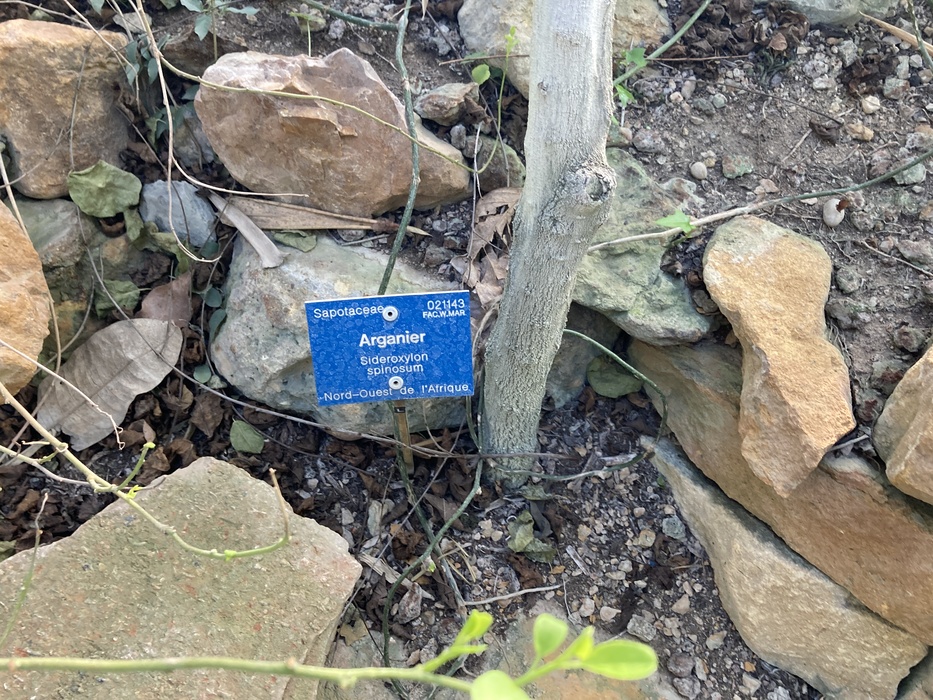 Sapotaceae 021143
FAC.W.MAR
Arganier
Sideroxylon
spinosum
Nord-Ouest de l'Afrique